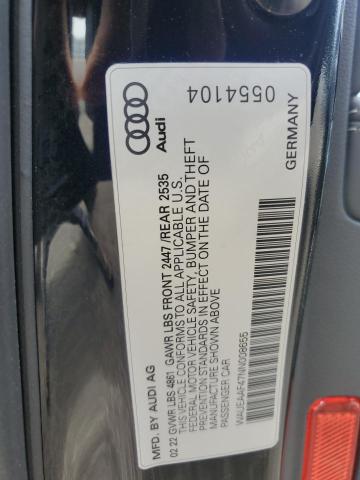 Audi
0554104
MFD. BY AUDI AG
02 22 GVWR LBS 4861 GAWR LBS FRONT 2447 /REAR 2535
THIS VEHICLE CONFORMS TO ALL APPLICABLE U.S.
FEDERAL MOTOR VEHICLE SAFETY, BUMPER AND THEFT
PREVENTION STANDARDS IN EFFECT ON THE DATE OF
MANUFACTURE SHOWN ABOVE
PASSENGER CAR
GERMANY
WAUEAAF47NN008655